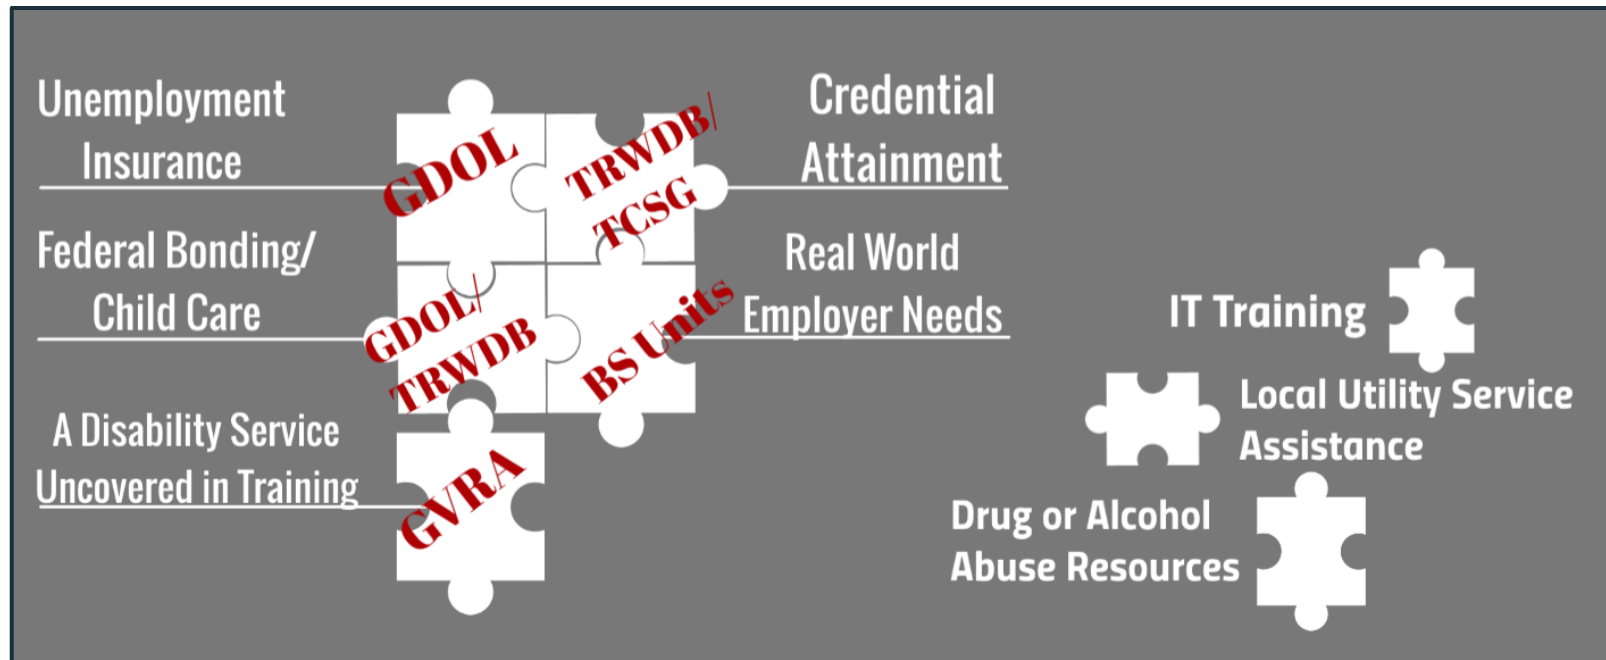 Unemployment
Insurance
GDOL
TRWDB/
TCSG
Credential
Attainment
Federal Bonding/
Child Care
GDOL/
TRWDB
BS Units
Real World
Employer Needs
A Disability Service
Uncovered in Training
GVRA
IT Training
Local Utility Service
Assistance
Drug or Alcohol
Abuse Resources